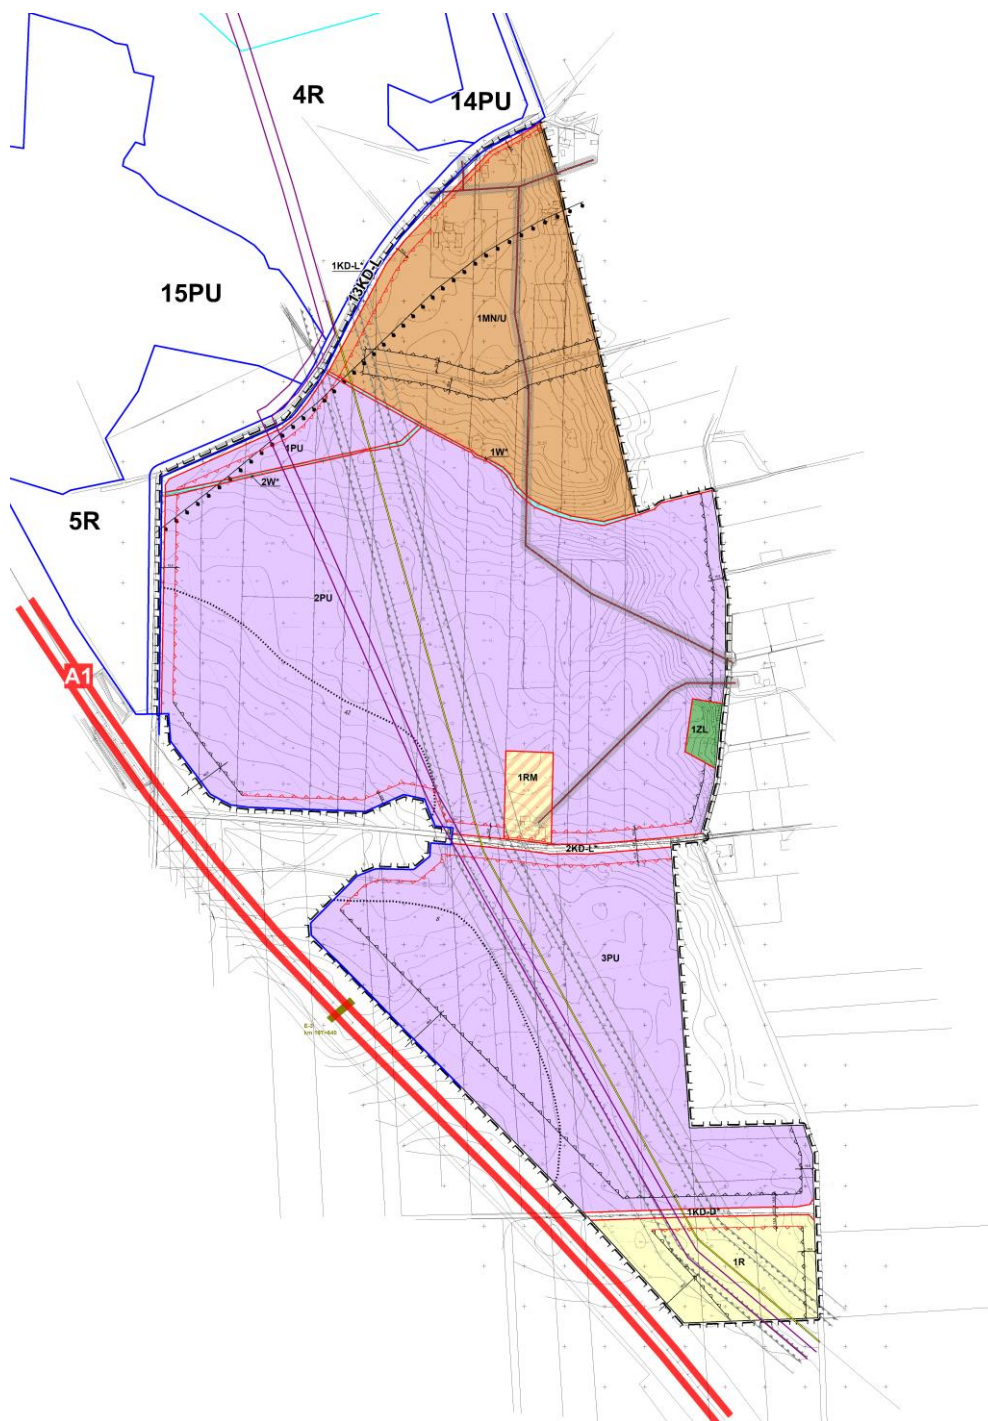 4R
14PU
1KD-L*
13KD-L
15PU
1MN/U
1PU
1W*
2W*
5R
2PU
A1
1ZL
1RM
2KD-L*
3PU
1KD-D*
1R